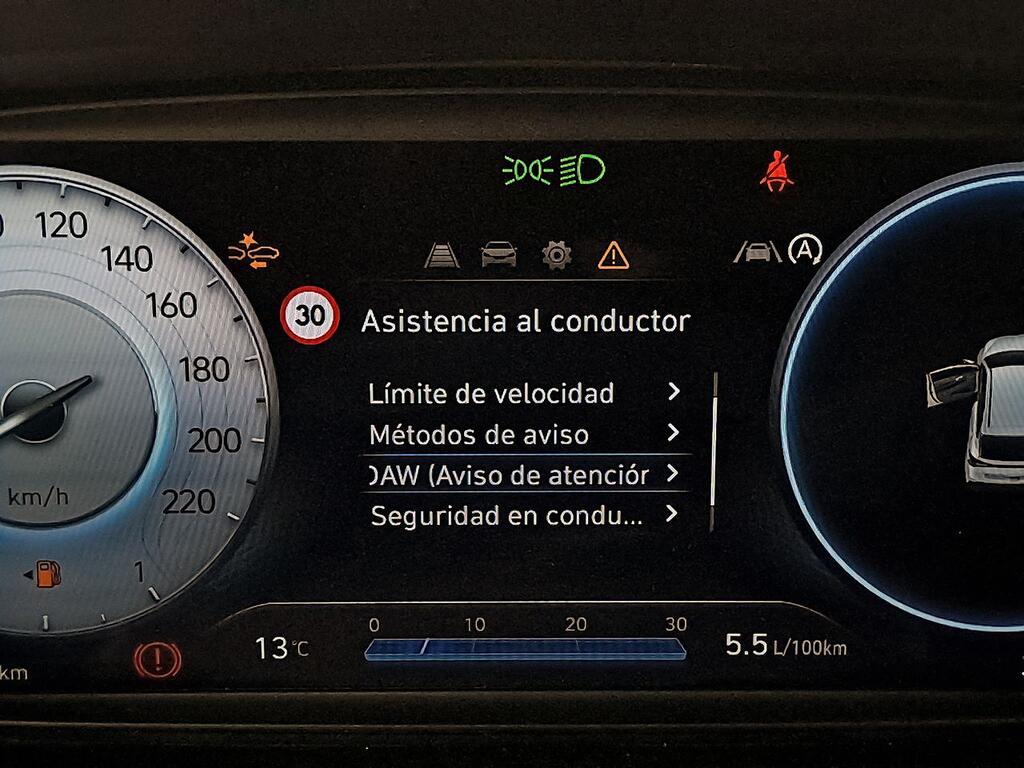 120
140
160
180
200
220
km/h
1
km
30
A
Asistencia al conductor
Límite de velocidad
Métodos de aviso
DAW (Aviso de atención
Seguridad en condu...
0 10 20 30
13 °C
5.5 L/100km